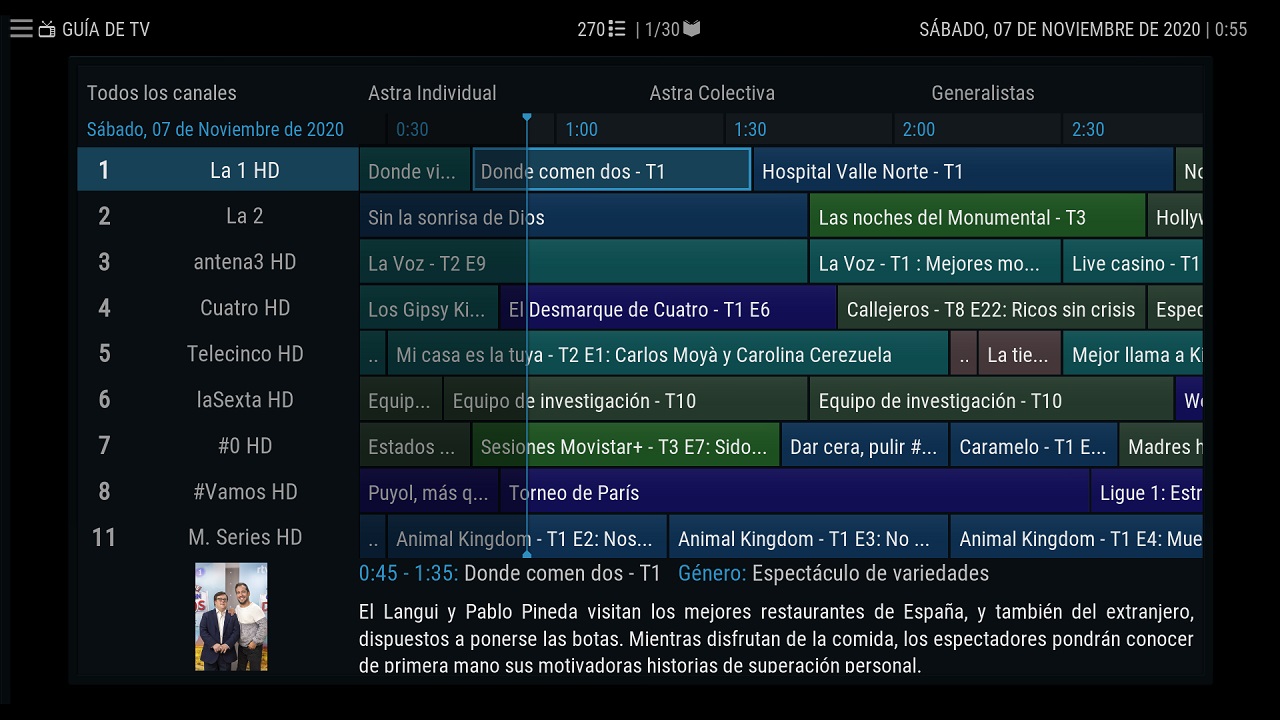 GUÍA DE TV 270 | 1/30 SÁBADO, 07 DE NOVIEMBRE DE 2020 | 0:55
Todos los canales Astra Individual Astra Colectiva Generalistas
Sábado, 07 de Noviembre de 2020 0:30 1:00 1:30 2:00 2:30
1 La 1 HD Donde vi... Donde comen dos - T1 Hospital Valle Norte - T1 No
2 La 2 Sin la sonrisa de Dios Las noches del Monumental - T3 Hollyw
3 antena3 HD La Voz - T2 E9 La Voz - T1 : Mejores mo... Live casino - T1
4 Cuatro HD Los Gipsy Ki... El Desmarque de Cuatro - T1 E6 Callejeros - T8 E22: Ricos sin crisis Espec
5 Telecinco HD .. Mi casa es la tuya - T2 E1: Carlos Moyà y Carolina Cerezuela .. La tie... Mejor llama a Ki
6 laSexta HD Equip... Equipo de investigación - T10 Equipo de investigación - T10 Wo
7 #0 HD Estados ... Sesiones Movistar+ - T3 E7: Sido... Dar cera, pulir #... Caramelo - T1 E... Madres h
8 #Vamos HD Puyol, más q... Torneo de París Ligue 1: Estr
11 M. Series HD .. Animal Kingdom - T1 E2: Nos... Animal Kingdom - T1 E3: No ... Animal Kingdom - T1 E4: Mue
0:45 - 1:35: Donde comen dos - T1 Género: Espectáculo de variedades
El Langui y Pablo Pineda visitan los mejores restaurantes de España, y también del extranjero,
dispuestos a ponerse las botas. Mientras disfrutan de la comida, los espectadores pondrán conocer
de primera mano sus motivadoras historias de superación personal.